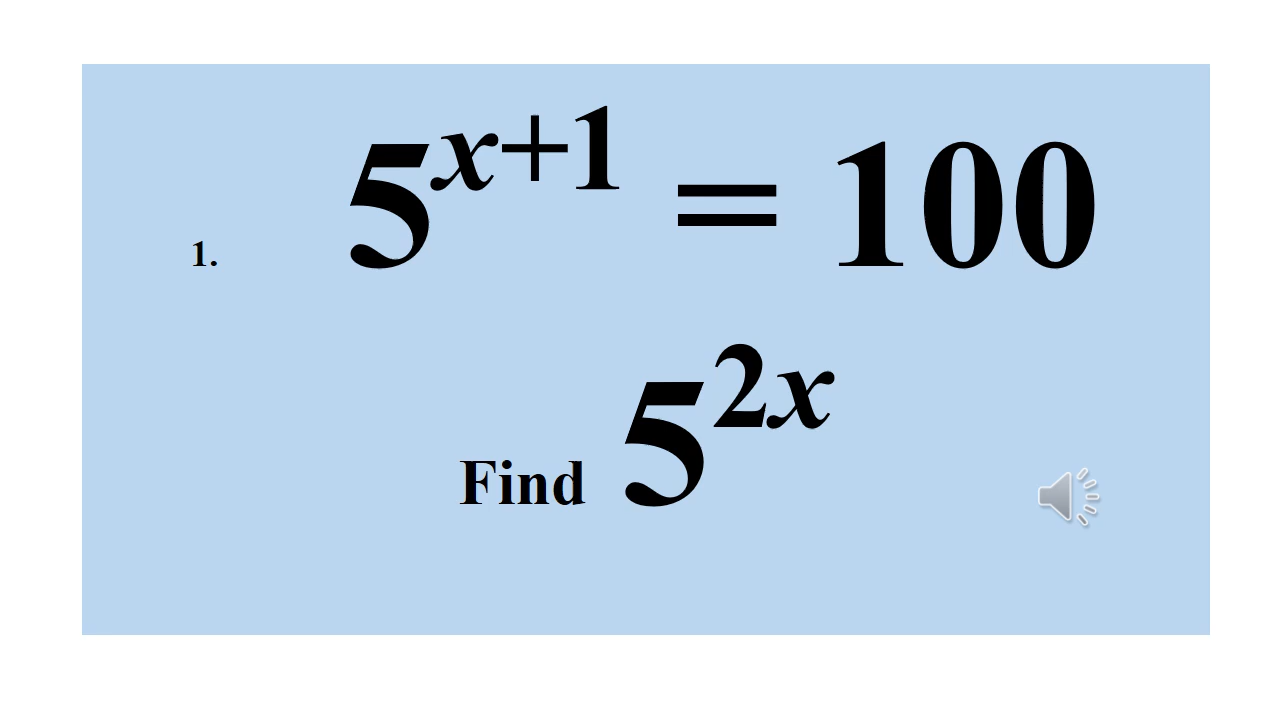 1. 5^{x+1} = 100
Find 5^{2x}